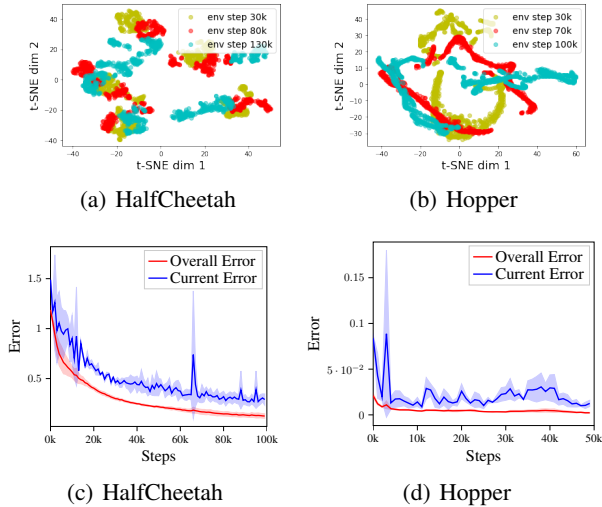 t-SNE dim 2
40
20
0
−20
−40
−40
−20
0
20
40
t-SNE dim 1
env step 30k
env step 80k
env step 130k
(a) HalfCheetah
t-SNE dim 2
40
30
20
10
0
−10
−20
−30
−40
−20
0
20
40
60
t-SNE dim 1
env step 30k
env step 70k
env step 100k
(b) Hopper
Error
1.5
1
0.5
0k
20k
40k
60k
80k
100k
Steps
Overall Error
Current Error
(c) HalfCheetah
Error
0.15
0.1
5 · 10⁻²
0
0k
10k
20k
30k
40k
50k
Steps
Overall Error
Current Error
(d) Hopper